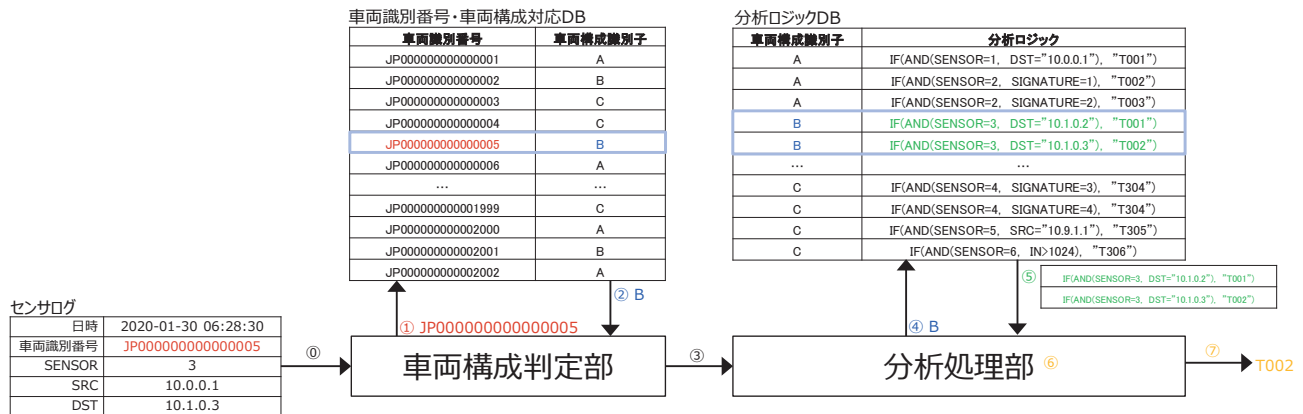 車両識別番号・車両構成対応DB
車両識別番号 車両構成識別子
JP000000000000001 A
JP000000000000002 B
JP000000000000003 C
JP000000000000004 C
JP000000000000005 B
JP000000000000006 A
… …
JP000000000001999 C
JP000000000002000 A
JP000000000002001 B
JP000000000002002 A
分析ロジックDB
車両構成識別子 分析ロジック
A IF(AND(SENSOR=1, DST="10.0.0.1"), "T001")
A IF(AND(SENSOR=2, SIGNATURE=1), "T002")
A IF(AND(SENSOR=2, SIGNATURE=2), "T003")
B IF(AND(SENSOR=3, DST="10.1.0.2"), "T001")
B IF(AND(SENSOR=3, DST="10.1.0.3"), "T002")
… …
C IF(AND(SENSOR=4, SIGNATURE=3), "T304")
C IF(AND(SENSOR=4, SIGNATURE=4), "T304")
C IF(AND(SENSOR=5, SRC="10.9.1.1"), "T305")
C IF(AND(SENSOR=6, IN>1024), "T306")
⑤
IF(AND(SENSOR=3, DST="10.1.0.2"), "T001")
IF(AND(SENSOR=3, DST="10.1.0.3"), "T002")
② B
① JP000000000000005
④ B
センサログ
日時 2020-01-30 06:28:30
車両識別番号 JP000000000000005
SENSOR 3
SRC 10.0.0.1
DST 10.1.0.3
⓪
車両構成判定部
③
分析処理部 ⑥
⑦
T002